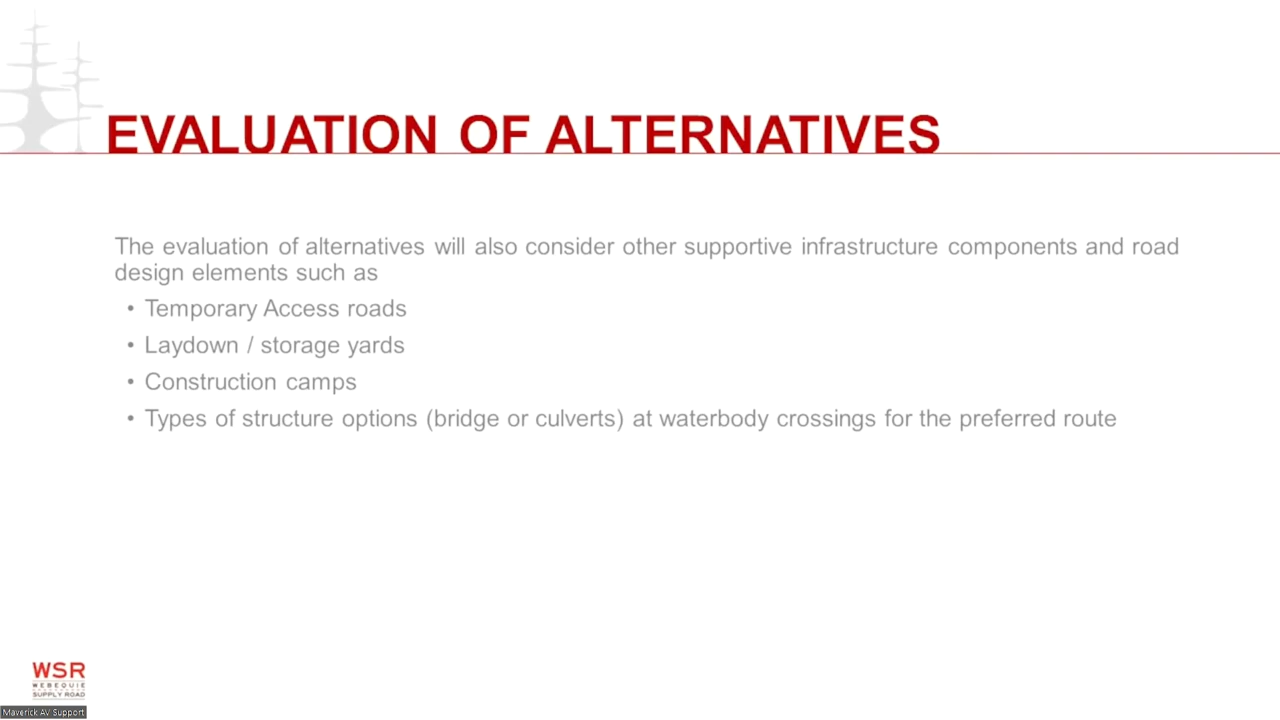 EVALUATION OF ALTERNATIVES
The evaluation of alternatives will also consider other supportive infrastructure components and road
design elements such as
• Temporary Access roads
• Laydown / storage yards
• Construction camps
• Types of structure options (bridge or culverts) at waterbody crossings for the preferred route
WSR
WEBEQUIE
SUPPLY ROAD
Maverick AV Support